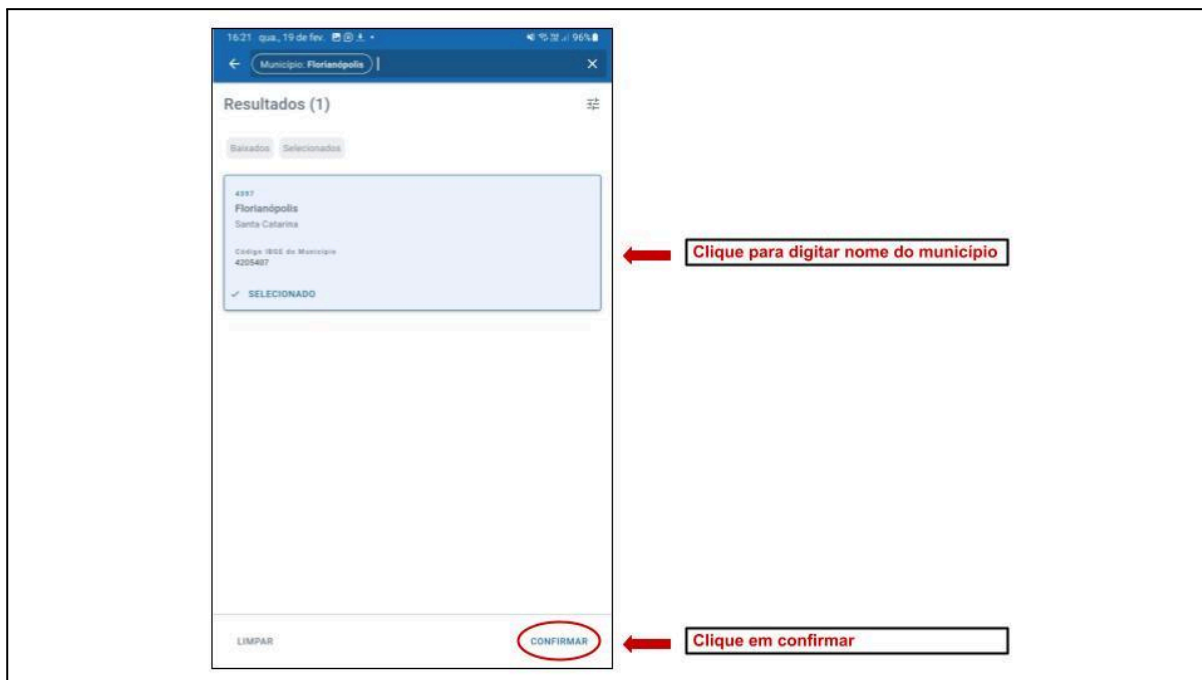 16:21 qua., 19 de fev. 96%
Município: Florianópolis
Resultados (1)
Baixados Selecionados
4397
Florianópolis
Santa Catarina
Código IBGE do Município
4205407
SELECIONADO
Clique para digitar nome do município
LIMPAR CONFIRMAR
Clique em confirmar